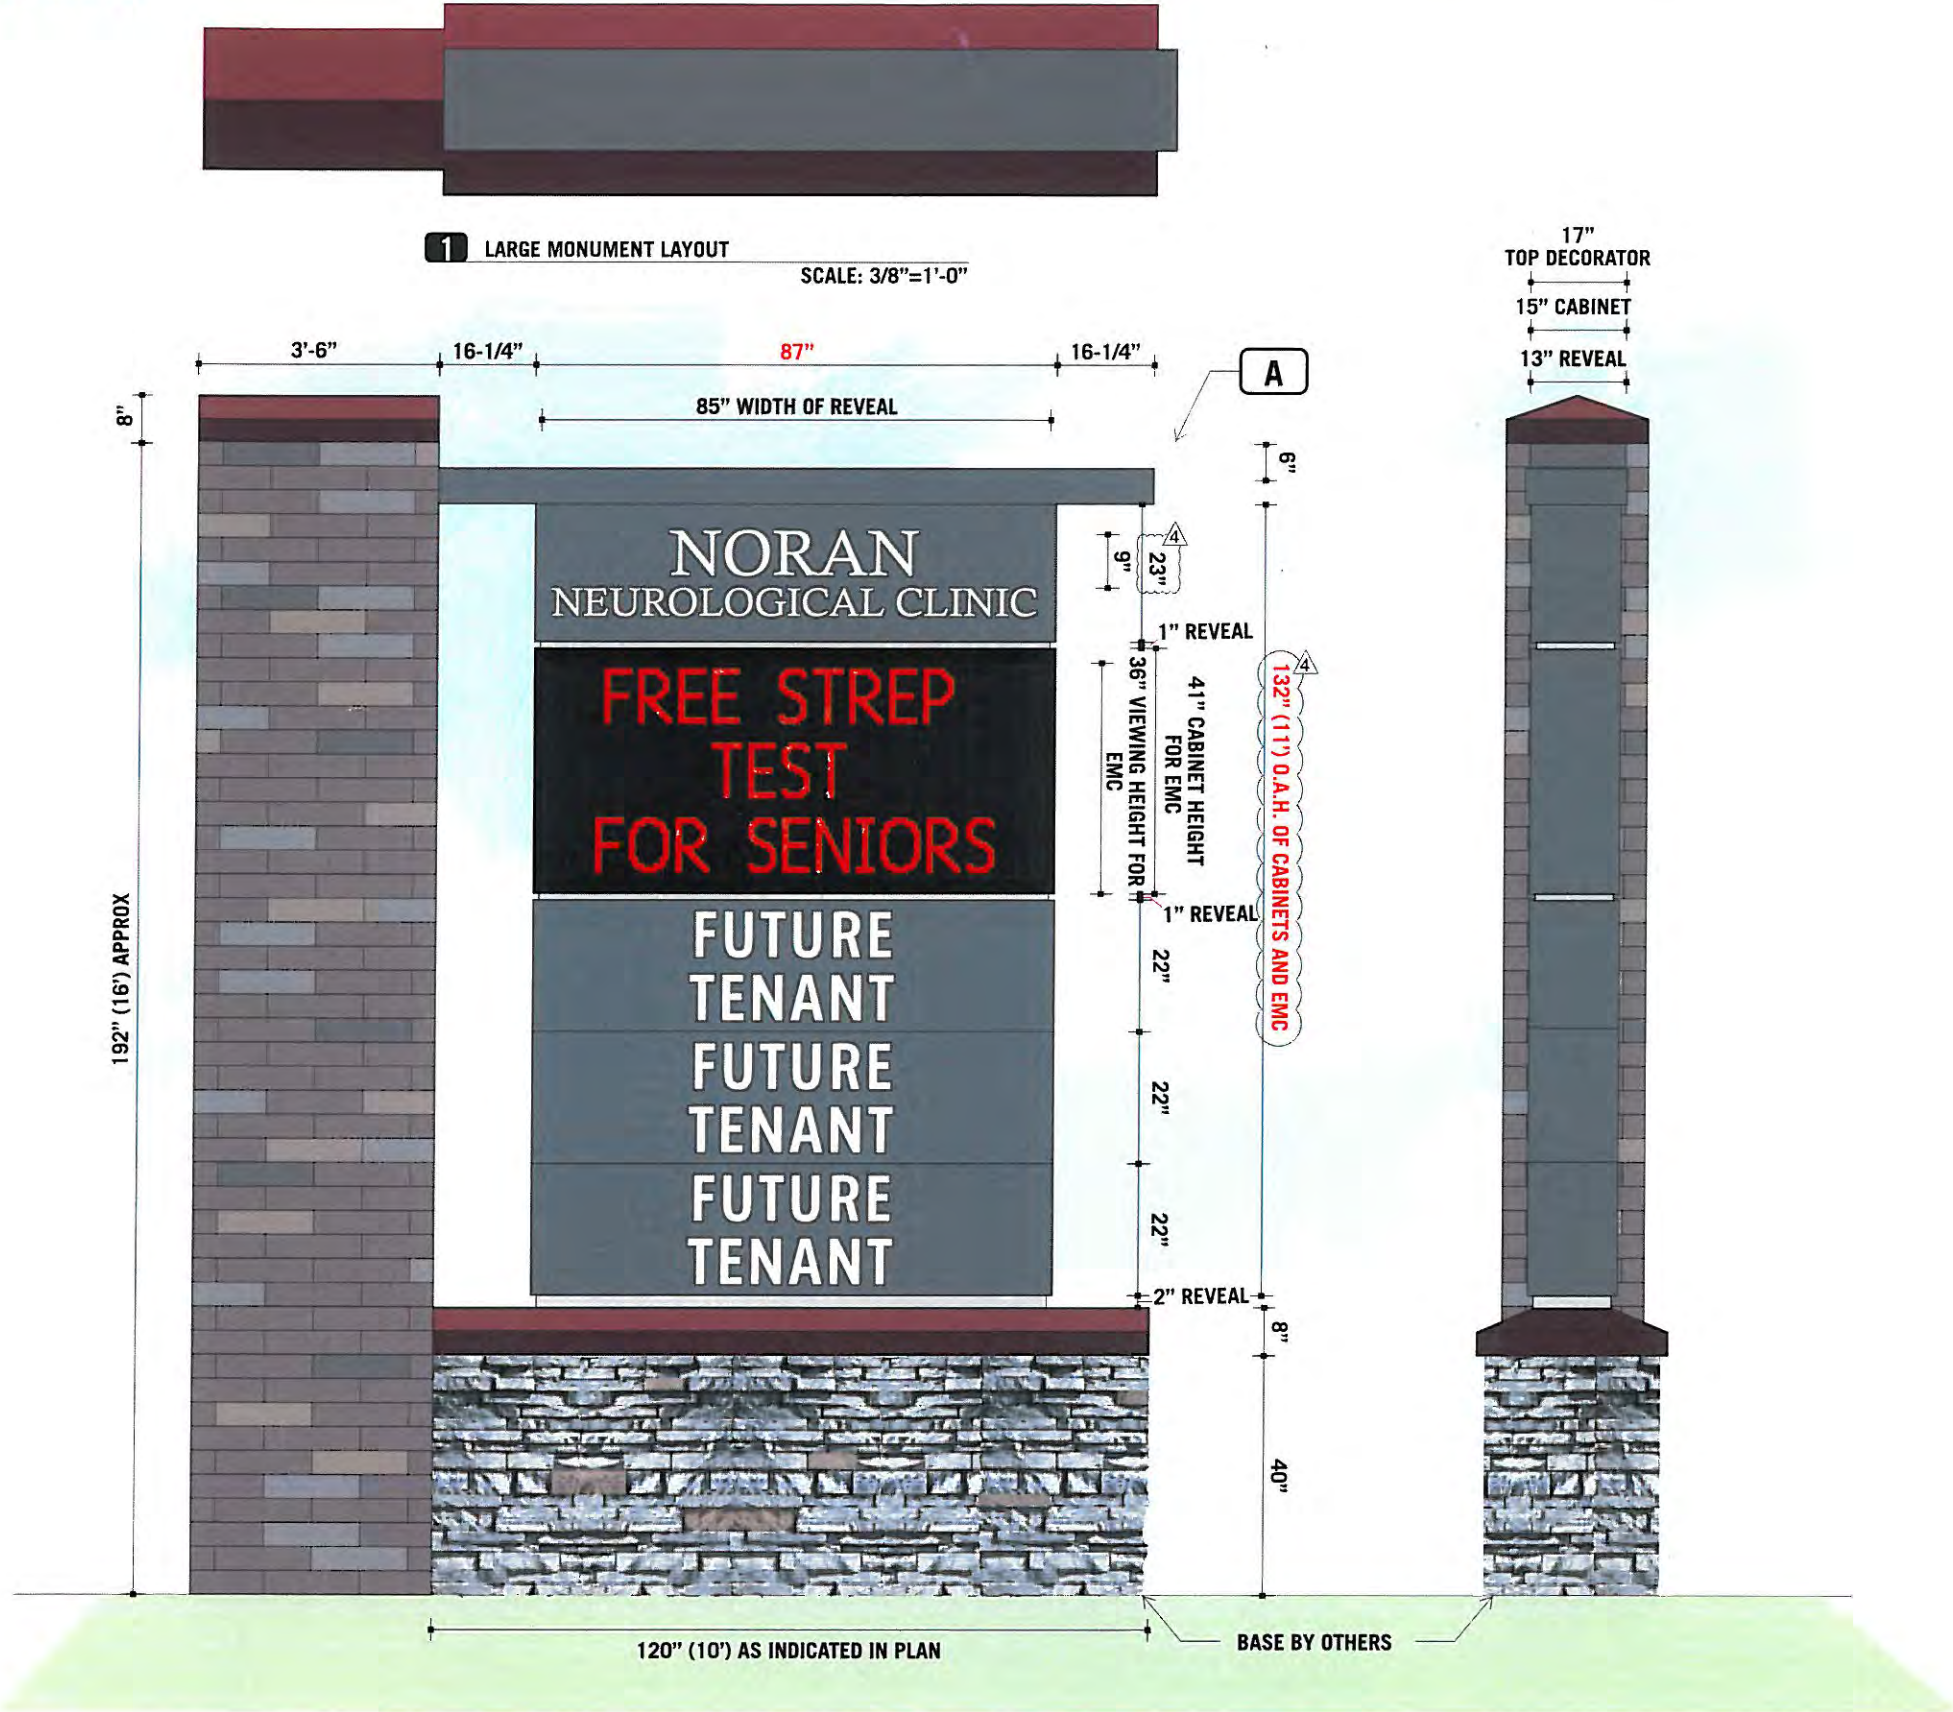 1 LARGE MONUMENT LAYOUT
SCALE: 3/8"=1'-0"
17"
TOP DECORATOR
15" CABINET
13" REVEAL
3'-6"
16-1/4"
87"
16-1/4"
A
85" WIDTH OF REVEAL
8"
6"
NORAN
NEUROLOGICAL CLINIC
9"
23"
4
1" REVEAL
FREE STREP
TEST
FOR SENIORS
36" VIEWING HEIGHT FOR
EMC
41" CABINET HEIGHT
FOR EMC
132" (11') O.A.H. OF CABINETS AND EMC
4
1" REVEAL
192" (16') APPROX
FUTURE
TENANT
22"
FUTURE
TENANT
22"
FUTURE
TENANT
22"
2" REVEAL
8"
40"
120" (10') AS INDICATED IN PLAN
BASE BY OTHERS